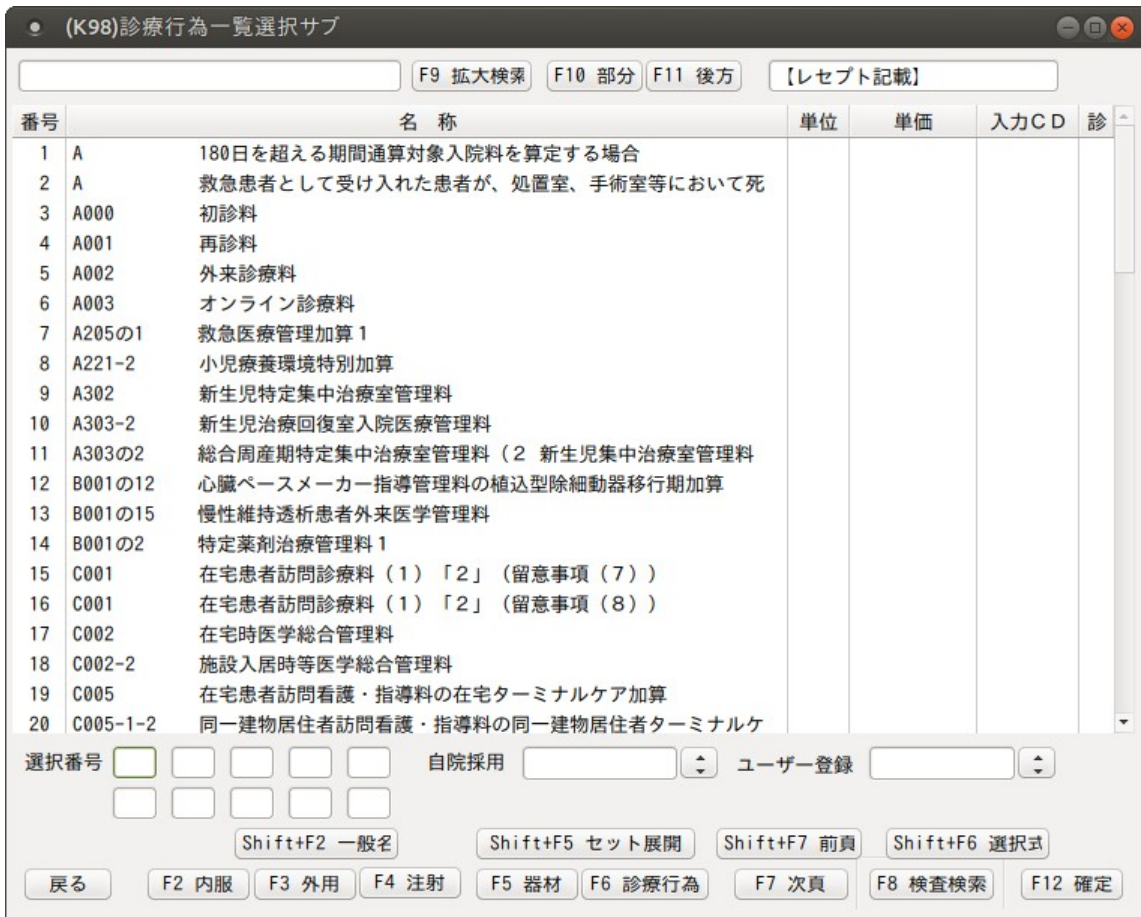 (K98)診療行為一覧選択サブ
F9 拡大検索 F10 部分 F11 後方 【レセプト記載】
番号 名 称 単位 単価 入力CD 診
1 A 180日を超える期間通算対象入院料を算定する場合
2 A 救急患者として受け入れた患者が、処置室、手術室等において死
3 A000 初診料
4 A001 再診料
5 A002 外来診療料
6 A003 オンライン診療料
7 A205の1 救急医療管理加算1
8 A221-2 小児療養環境特別加算
9 A302 新生児特定集中治療室管理料
10 A303-2 新生児治療回復室入院医療管理料
11 A303の2 総合周産期特定集中治療室管理料（2 新生児集中治療室管理料
12 B001の12 心臓ペースメーカー指導管理料の植込型除細動器移行期加算
13 B001の15 慢性維持透析患者外来医学管理料
14 B001の2 特定薬剤治療管理料1
15 C001 在宅患者訪問診療料（1）「2」（留意事項（7））
16 C001 在宅患者訪問診療料（1）「2」（留意事項（8））
17 C002 在宅時医学総合管理料
18 C002-2 施設入居時等医学総合管理料
19 C005 在宅患者訪問看護・指導料の在宅ターミナルケア加算
20 C005-1-2 同一建物居住者訪問看護・指導料の同一建物居住者ターミナルケ
選択番号 自院採用 ユーザー登録
Shift+F2 一般名 Shift+F5 セット展開 Shift+F7 前頁 Shift+F6 選択式
戻る F2 内服 F3 外用 F4 注射 F5 器材 F6 診療行為 F7 次頁 F8 検査検索 F12 確定